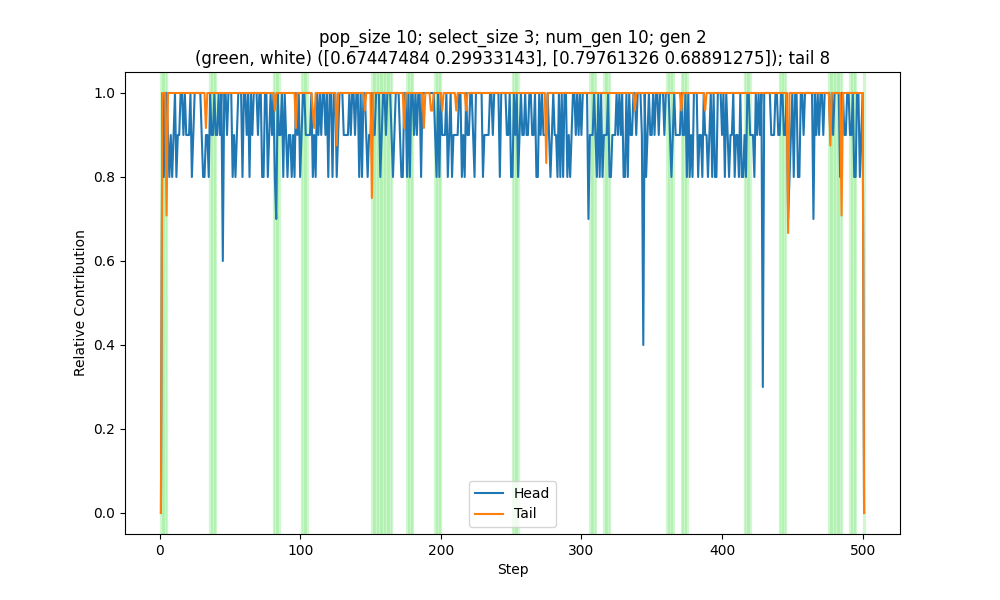 pop_size 10; select_size 3; num_gen 10; gen 2
(green, white) ([0.67447484 0.29933143], [0.79761326 0.68891275]); tail 8
1.0
0.8
0.6
0.4
0.2
0.0
Relative Contribution
Head
Tail
0 100 200 300 400 500
Step